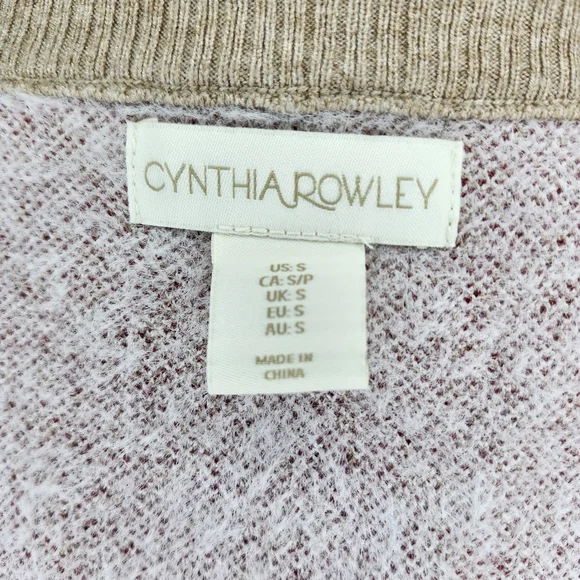 CYNTHIA ROWLEY
US: S
CA: S/P
UK: S
EU: S
AU: S
MADE IN
CHINA